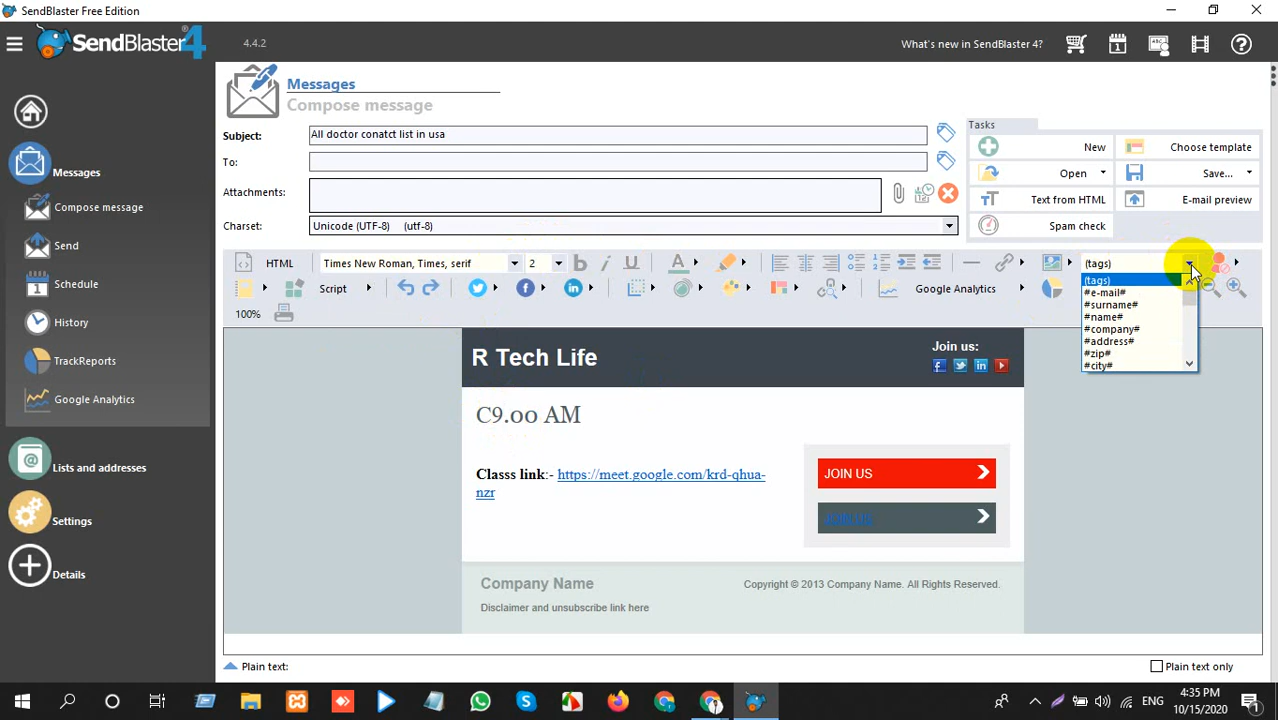 SendBlaster Free Edition
SendBlaster 4
4.4.2
What's new in SendBlaster 4?
Messages
Compose message
Send
Schedule
History
TrackReports
Google Analytics
Lists and addresses
Settings
Details
Messages
Compose message
Subject:
All doctor conatct list in usa
To:
Attachments:
Charset:
Unicode (UTF-8) (utf-8)
Tasks
New
Choose template
Open
Save...
Text from HTML
E-mail preview
Spam check
HTML
Times New Roman, Times, serif
2
b
i
U
A
(tags)
Script
Google Analytics
100%
(tags)
#e-mail#
#surname#
#name#
#company#
#address#
#zip#
#city#
R Tech Life
Join us:
C9.00 AM
Classs link:- https://meet.google.com/krd-qhua-
nzr
JOIN US
JOIN US
Company Name
Copyright © 2013 Company Name. All Rights Reserved.
Disclaimer and unsubscribe link here
Plain text:
Plain text only
ENG
4:35 PM
10/15/2020